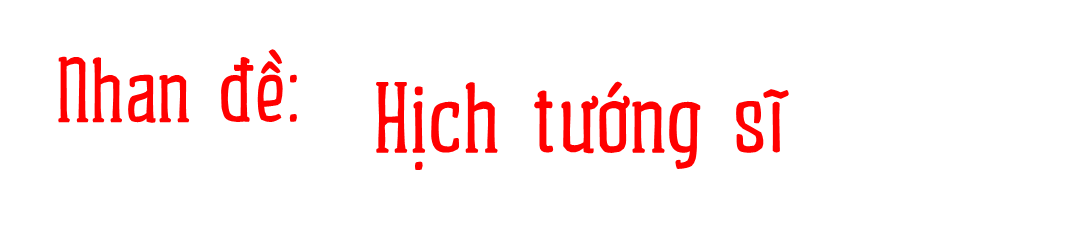 Nhan đề:
Hịch tướng sĩ